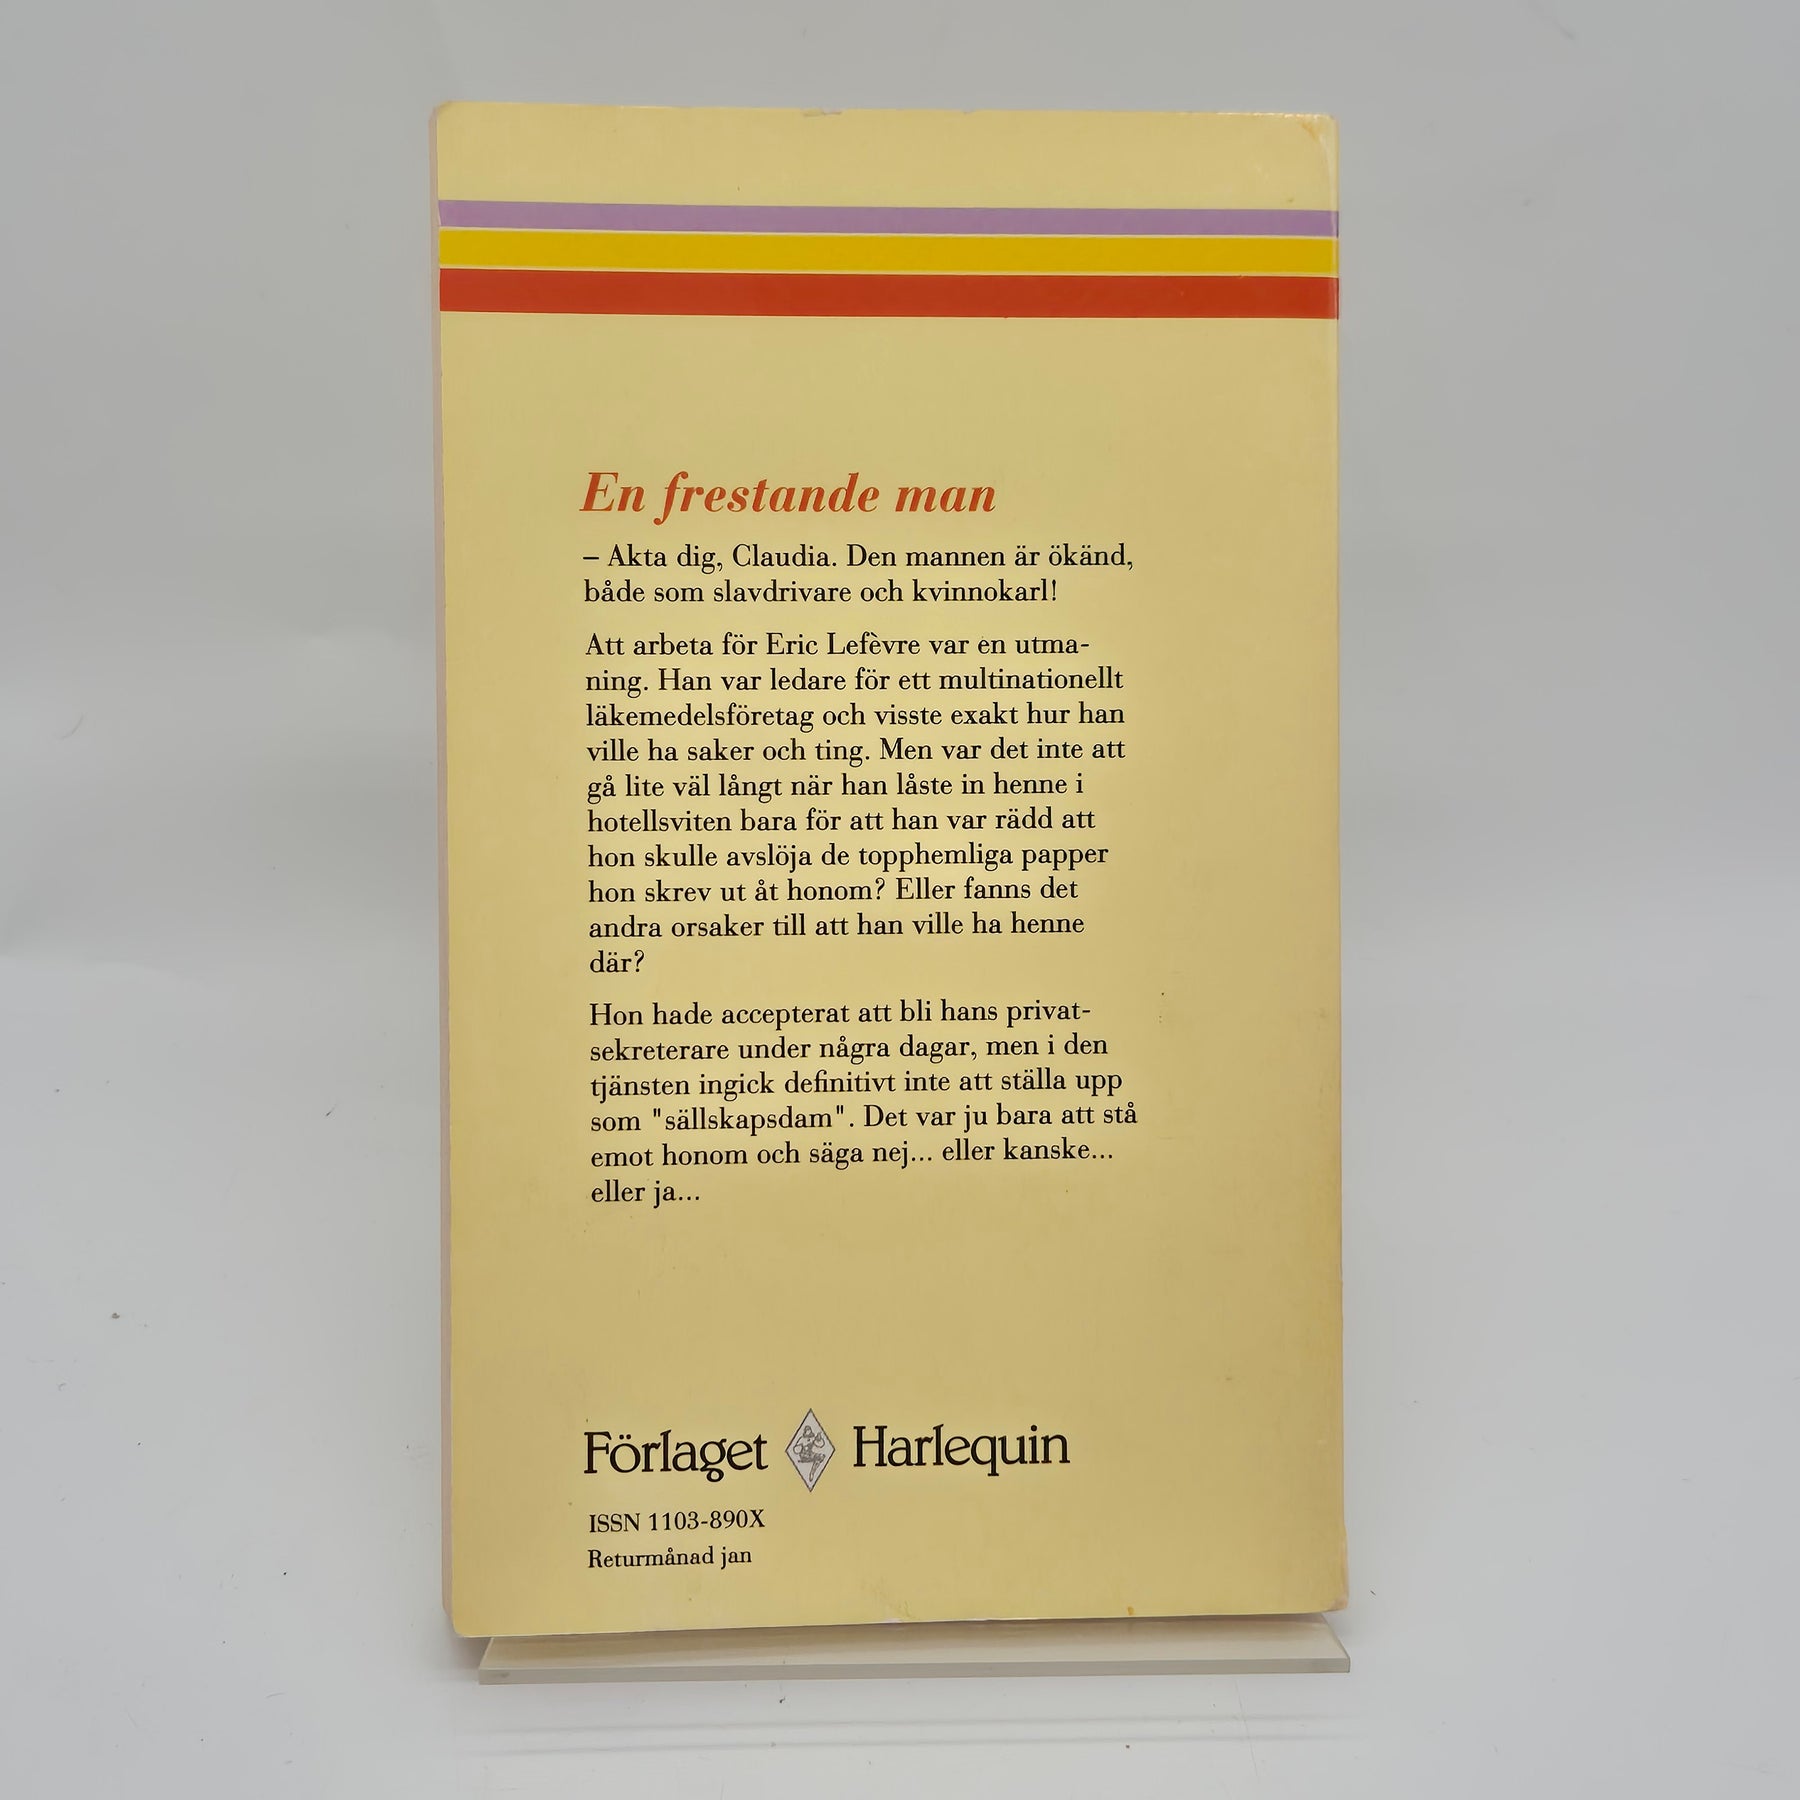 En frestande man
– Akta dig, Claudia. Den mannen är ökänd,
både som slavdrivare och kvinnokarl!
Att arbeta för Eric Lefèvre var en utma-
ning. Han var ledare för ett multinationellt
läkemedelsföretag och visste exakt hur han
ville ha saker och ting. Men var det inte att
gå lite väl långt när han låste in henne i
hotellsviten bara för att han var rädd att
hon skulle avslöja de topphemliga papper
hon skrev ut åt honom? Eller fanns det
andra orsaker till att han ville ha henne
där?
Hon hade accepterat att bli hans privat-
sekreterare under några dagar, men i den
tjänsten ingick definitivt inte att ställa upp
som "sällskapsdam". Det var ju bara att stå
emot honom och säga nej... eller kanske...
eller ja...
Förlaget Harlequin
ISSN 1103-890X
Returmånad jan